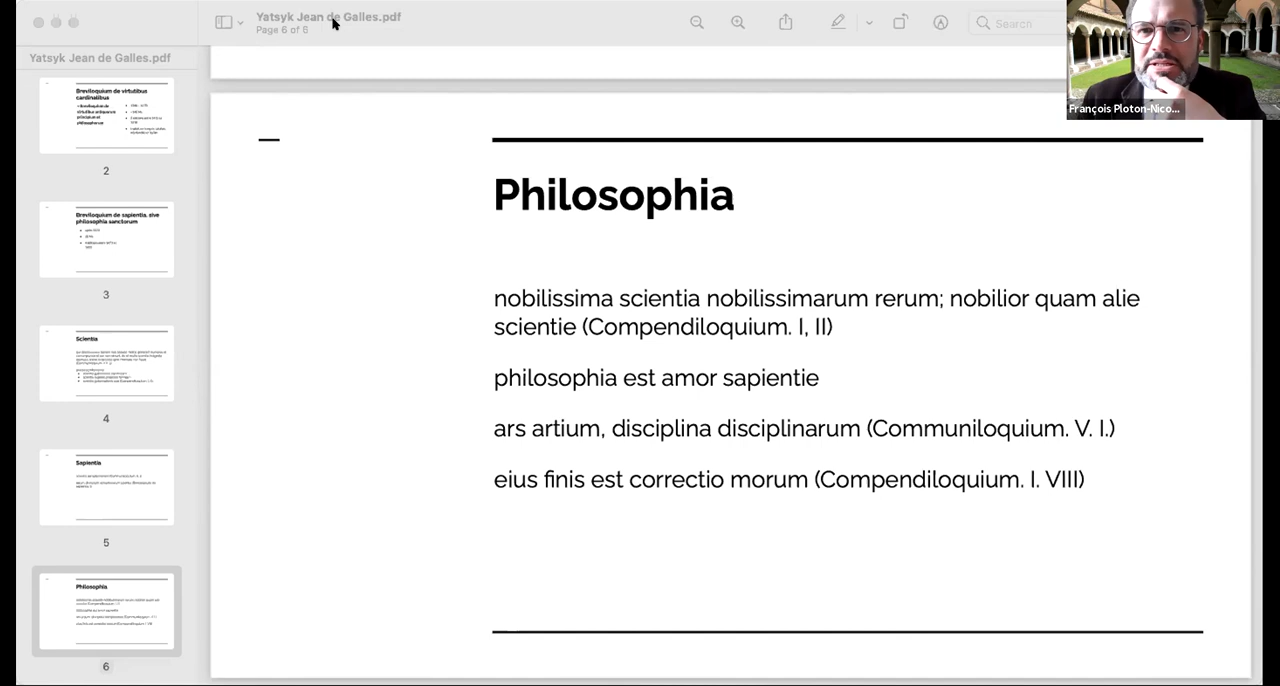 Yatsyk Jean de Galles.pdf
Page 6 of 6
Search
François Ploton-Nico...
Yatsyk Jean de Galles.pdf
Breviloquium de virtutibus
cardinalibus
2
Breviloquium de sapientia, sive
philosophia sanctorum
3
Scientia
4
Sapientia
5
Philosophia
6
Philosophia
nobilissima scientia nobilissimarum rerum; nobilior quam alie
scientie (Compendiloquium. I, II)
philosophia est amor sapientie
ars artium, disciplina disciplinarum (Communiloquium. V. I.)
eius finis est correctio morum (Compendiloquium. I. VIII)